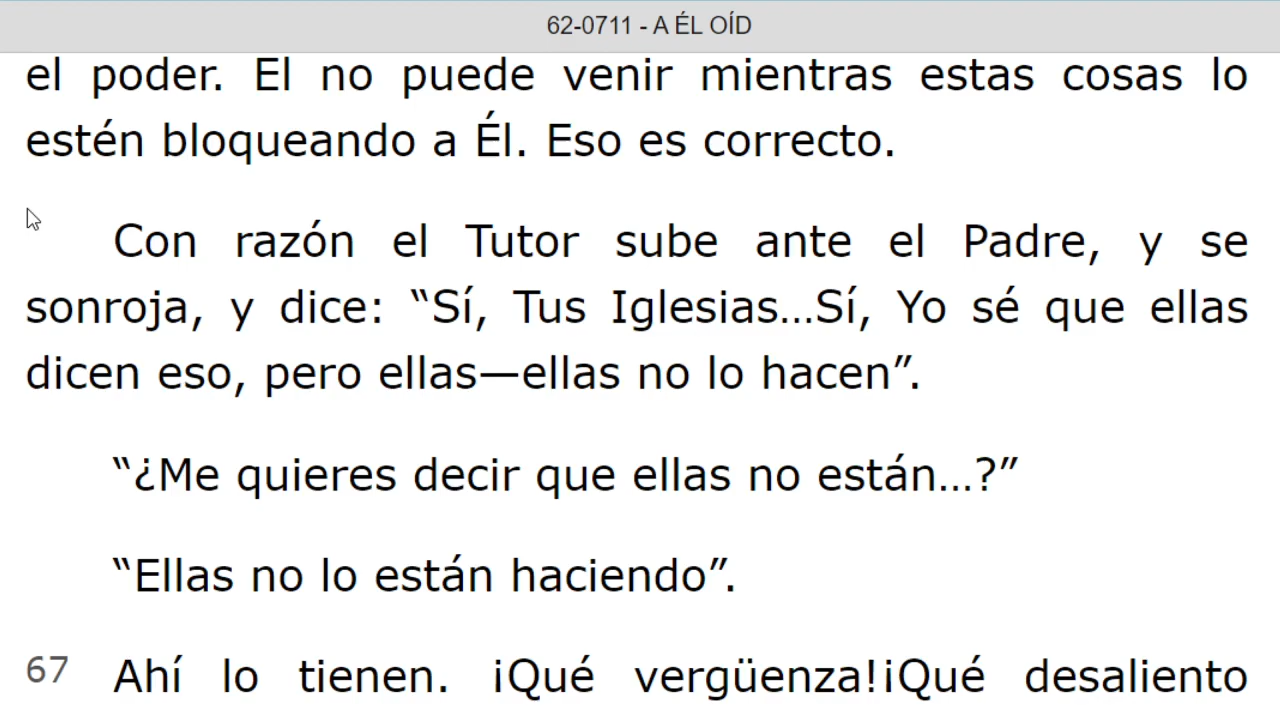 62-0711 - A ÉL OÍD
el poder. El no puede venir mientras estas cosas lo
estén bloqueando a Él. Eso es correcto.
Con razón el Tutor sube ante el Padre, y se
sonroja, y dice: “Sí, Tus Iglesias...Sí, Yo sé que ellas
dicen eso, pero ellas—ellas no lo hacen”.
“¿Me quieres decir que ellas no están...?”
“Ellas no lo están haciendo”.
67 Ahí lo tienen. ¡Qué vergüenza!¡Qué desaliento